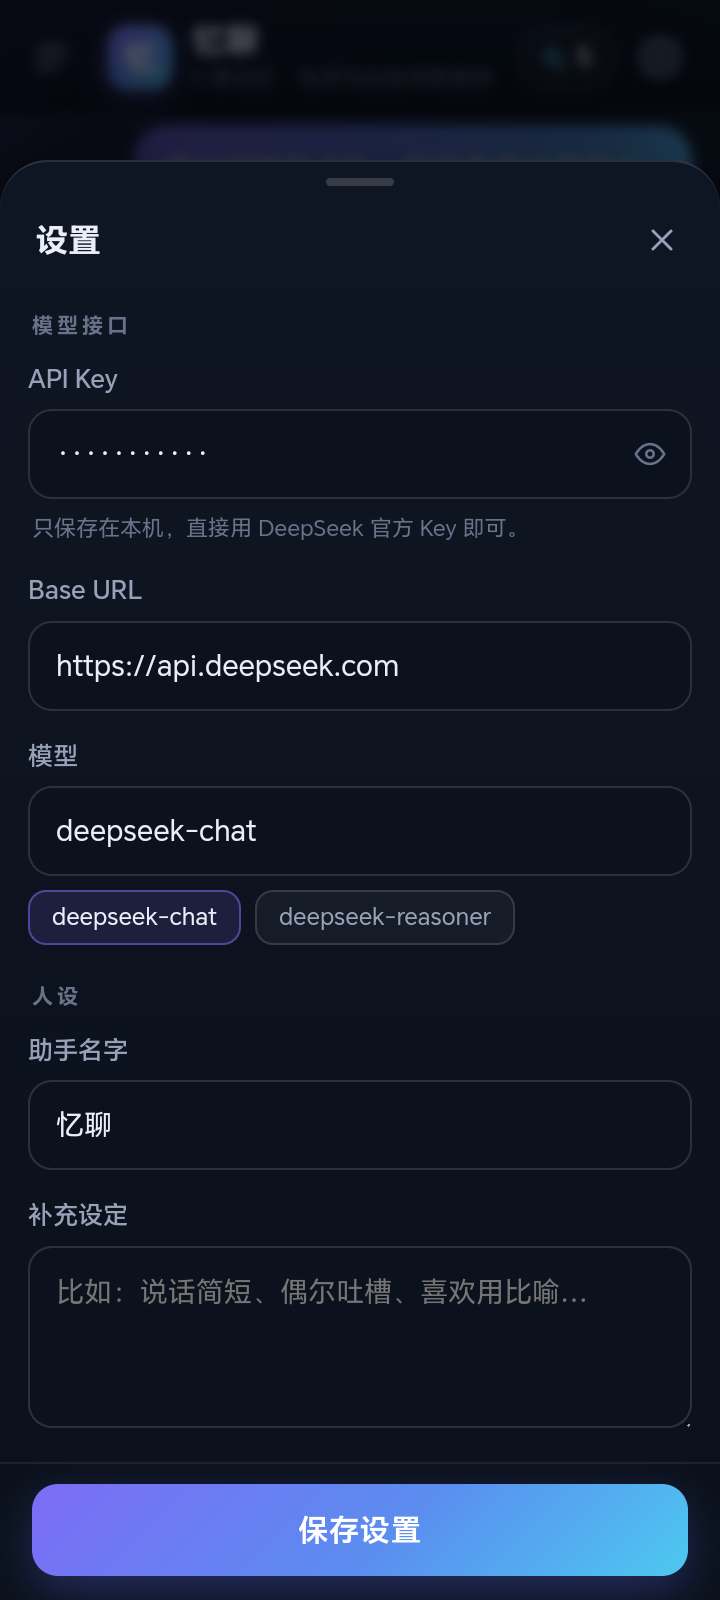 忆聊
设置
模型接口
API Key
···········
只保存在本机，直接用 DeepSeek 官方 Key 即可。
Base URL
https://api.deepseek.com
模型
deepseek-chat
deepseek-chat
deepseek-reasoner
人设
助手名字
忆聊
补充设定
比如：说话简短、偶尔吐槽、喜欢用比喻...
保存设置